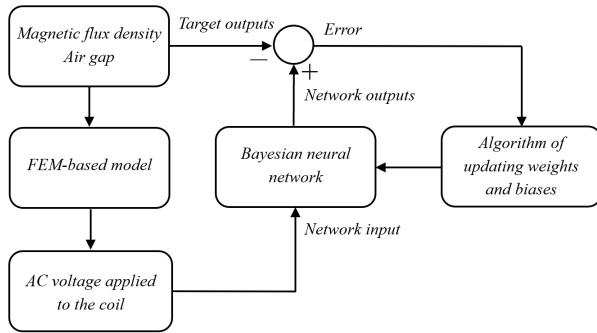 Magnetic flux density
Air gap
Target outputs
Error
−
+
Network outputs
FEM-based model
Bayesian neural
network
Algorithm of
updating weights
and biases
Network input
AC voltage applied
to the coil